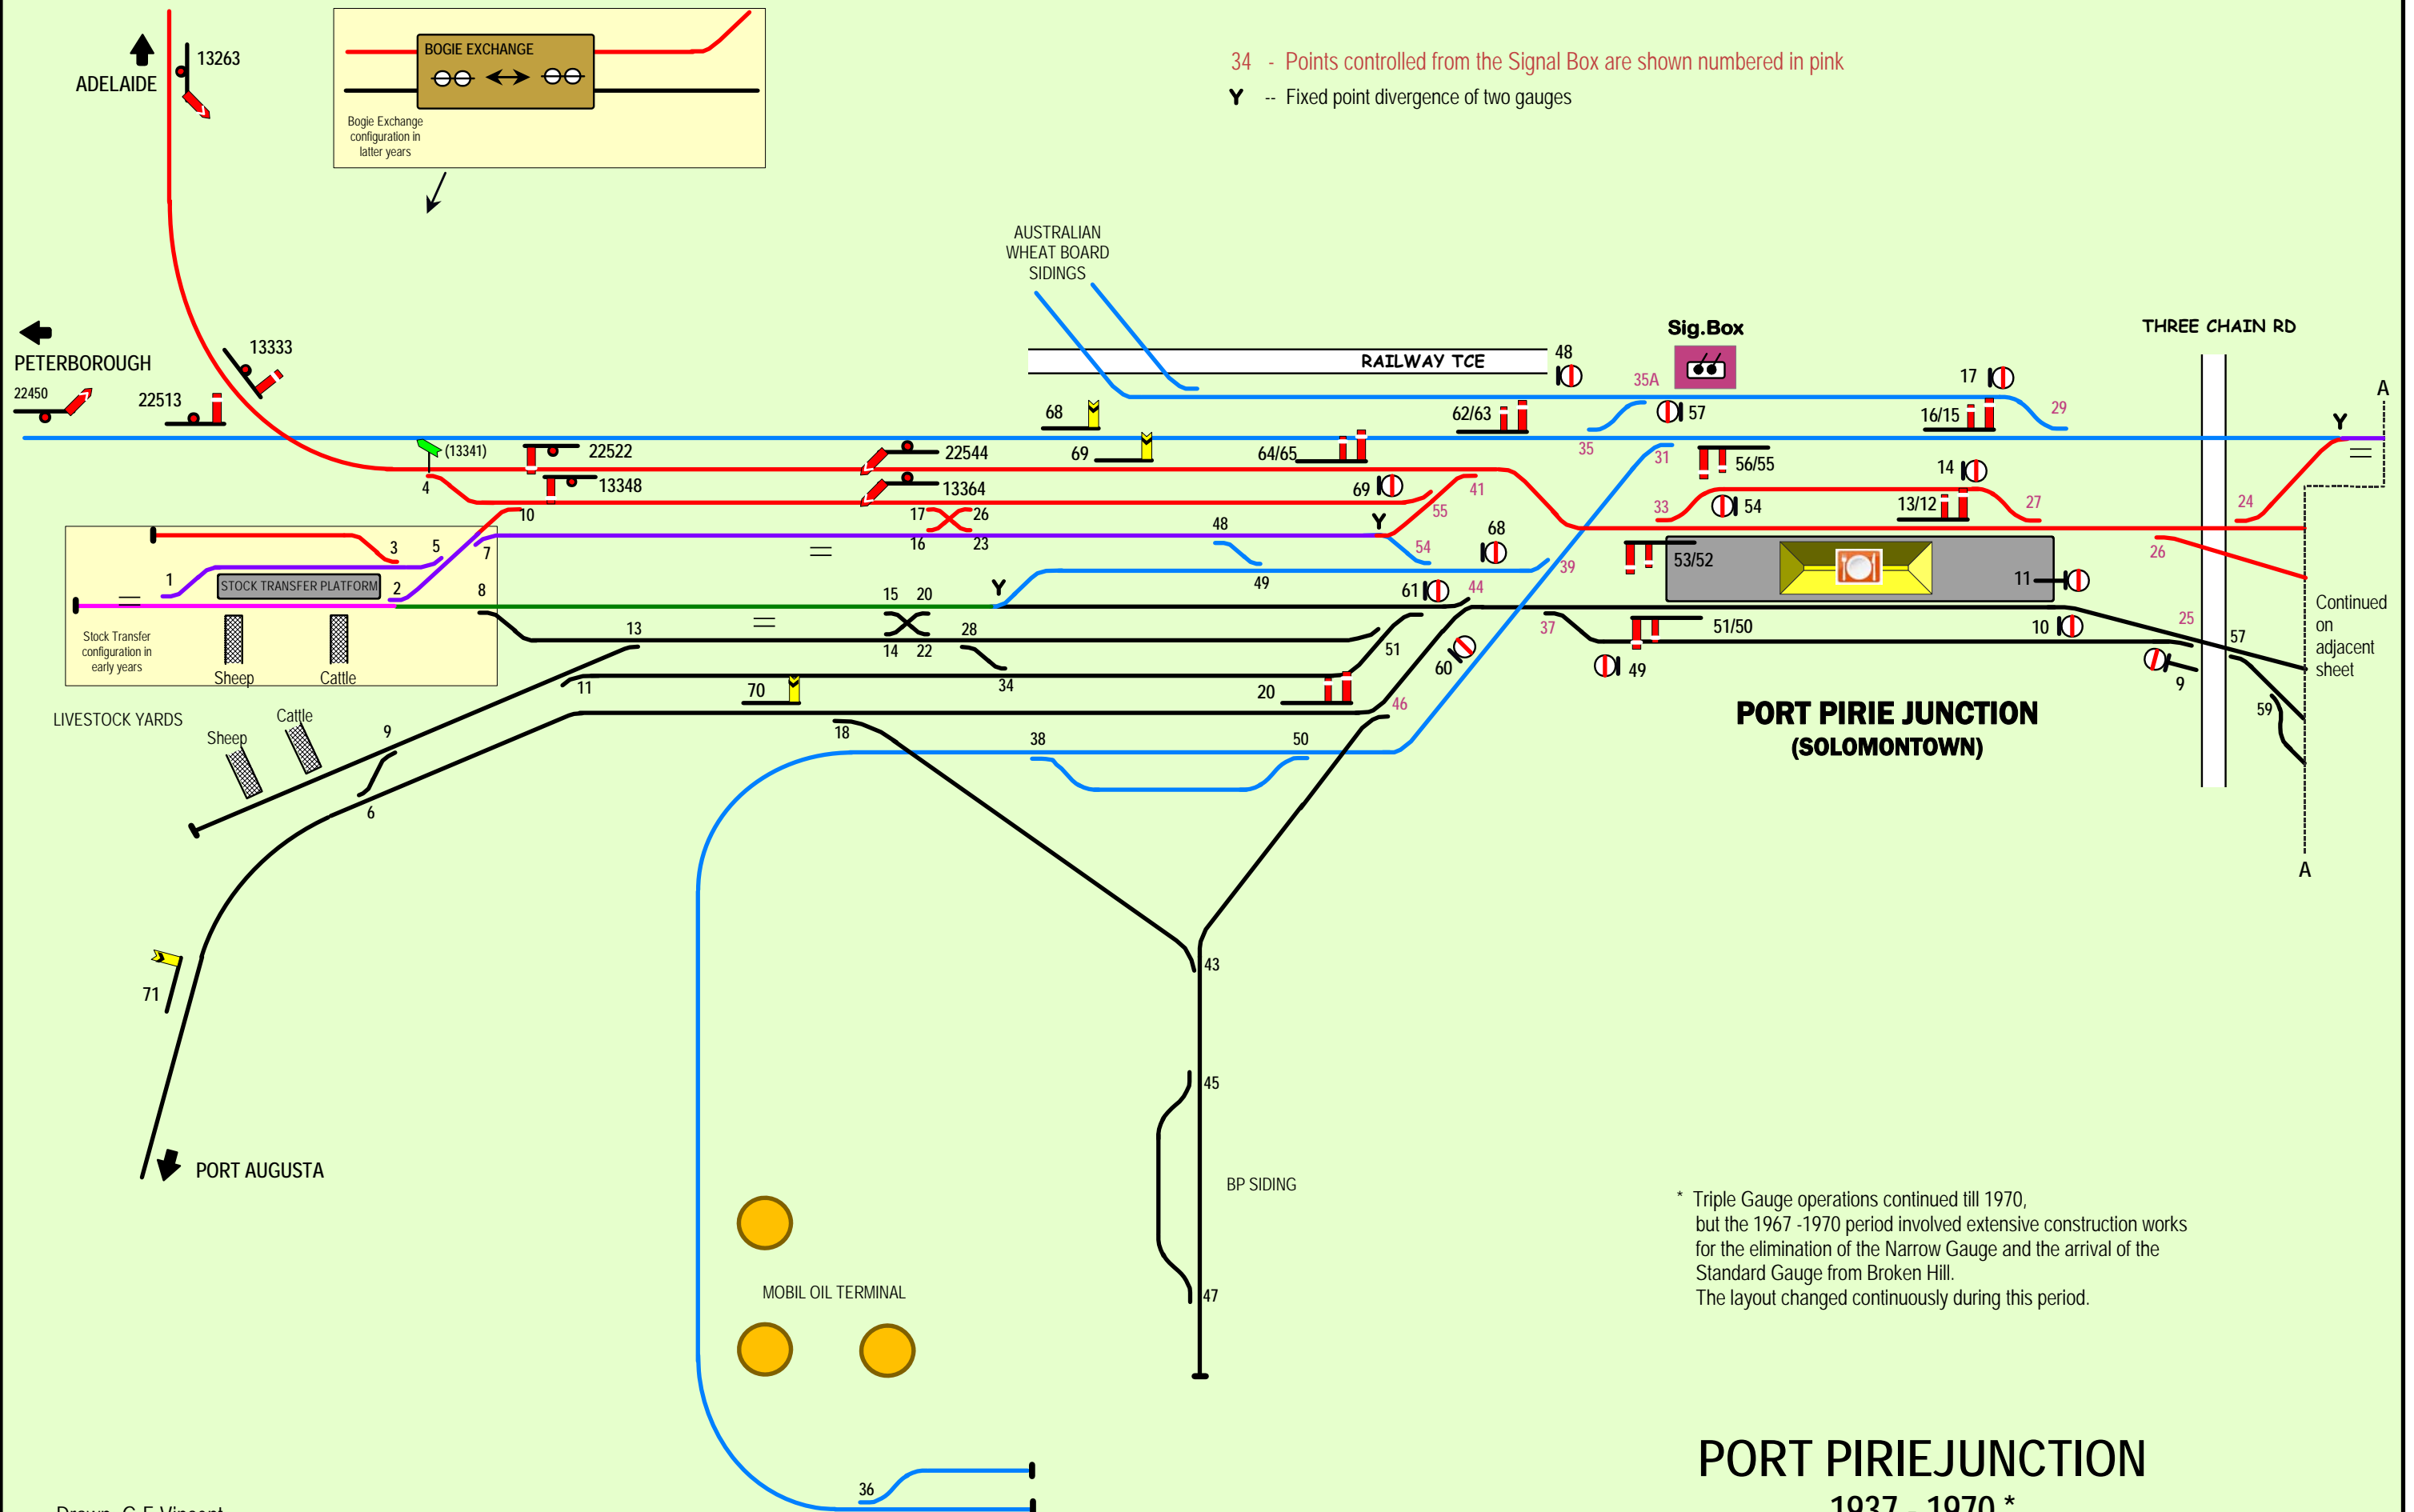 ADELAIDE
13263
BOGIE EXCHANGE
Bogie Exchange
configuration in
latter years
34 - Points controlled from the Signal Box are shown numbered in pink
Y -- Fixed point divergence of two gauges
AUSTRALIAN
WHEAT BOARD
SIDINGS
PETERBOROUGH
22450
22513
13333
RAILWAY TCE
48
Sig.Box
35A
57
17
29
THREE CHAIN RD
A
Y
68
62/63
16/15
(13341)
22522
22544
69
64/65
35
31
56/55
14
4
13348
13364
69
41
33
54
13/12
27
24
10
17
26
55
16
23
48
Y
54
68
39
53/52
26
3
5
7
1
STOCK TRANSFER PLATFORM
2
8
Y
49
61
44
11
15
20
Stock Transfer
configuration in
early years
Sheep
Cattle
13
14
22
28
51
60
37
51/50
49
10
25
57
9
59
Continued
on
adjacent
sheet
A
11
70
34
20
46
LIVESTOCK YARDS
Sheep
Cattle
9
6
18
38
50
PORT PIRIE JUNCTION
(SOLOMONTOWN)
43
71
45
PORT AUGUSTA
BP SIDING
47
MOBIL OIL TERMINAL
36
* Triple Gauge operations continued till 1970,
but the 1967 -1970 period involved extensive construction works
for the elimination of the Narrow Gauge and the arrival of the
Standard Gauge from Broken Hill.
The layout changed continuously during this period.
PORT PIRIEJUNCTION
1937 - 1970 *
Drawn G F Vincent